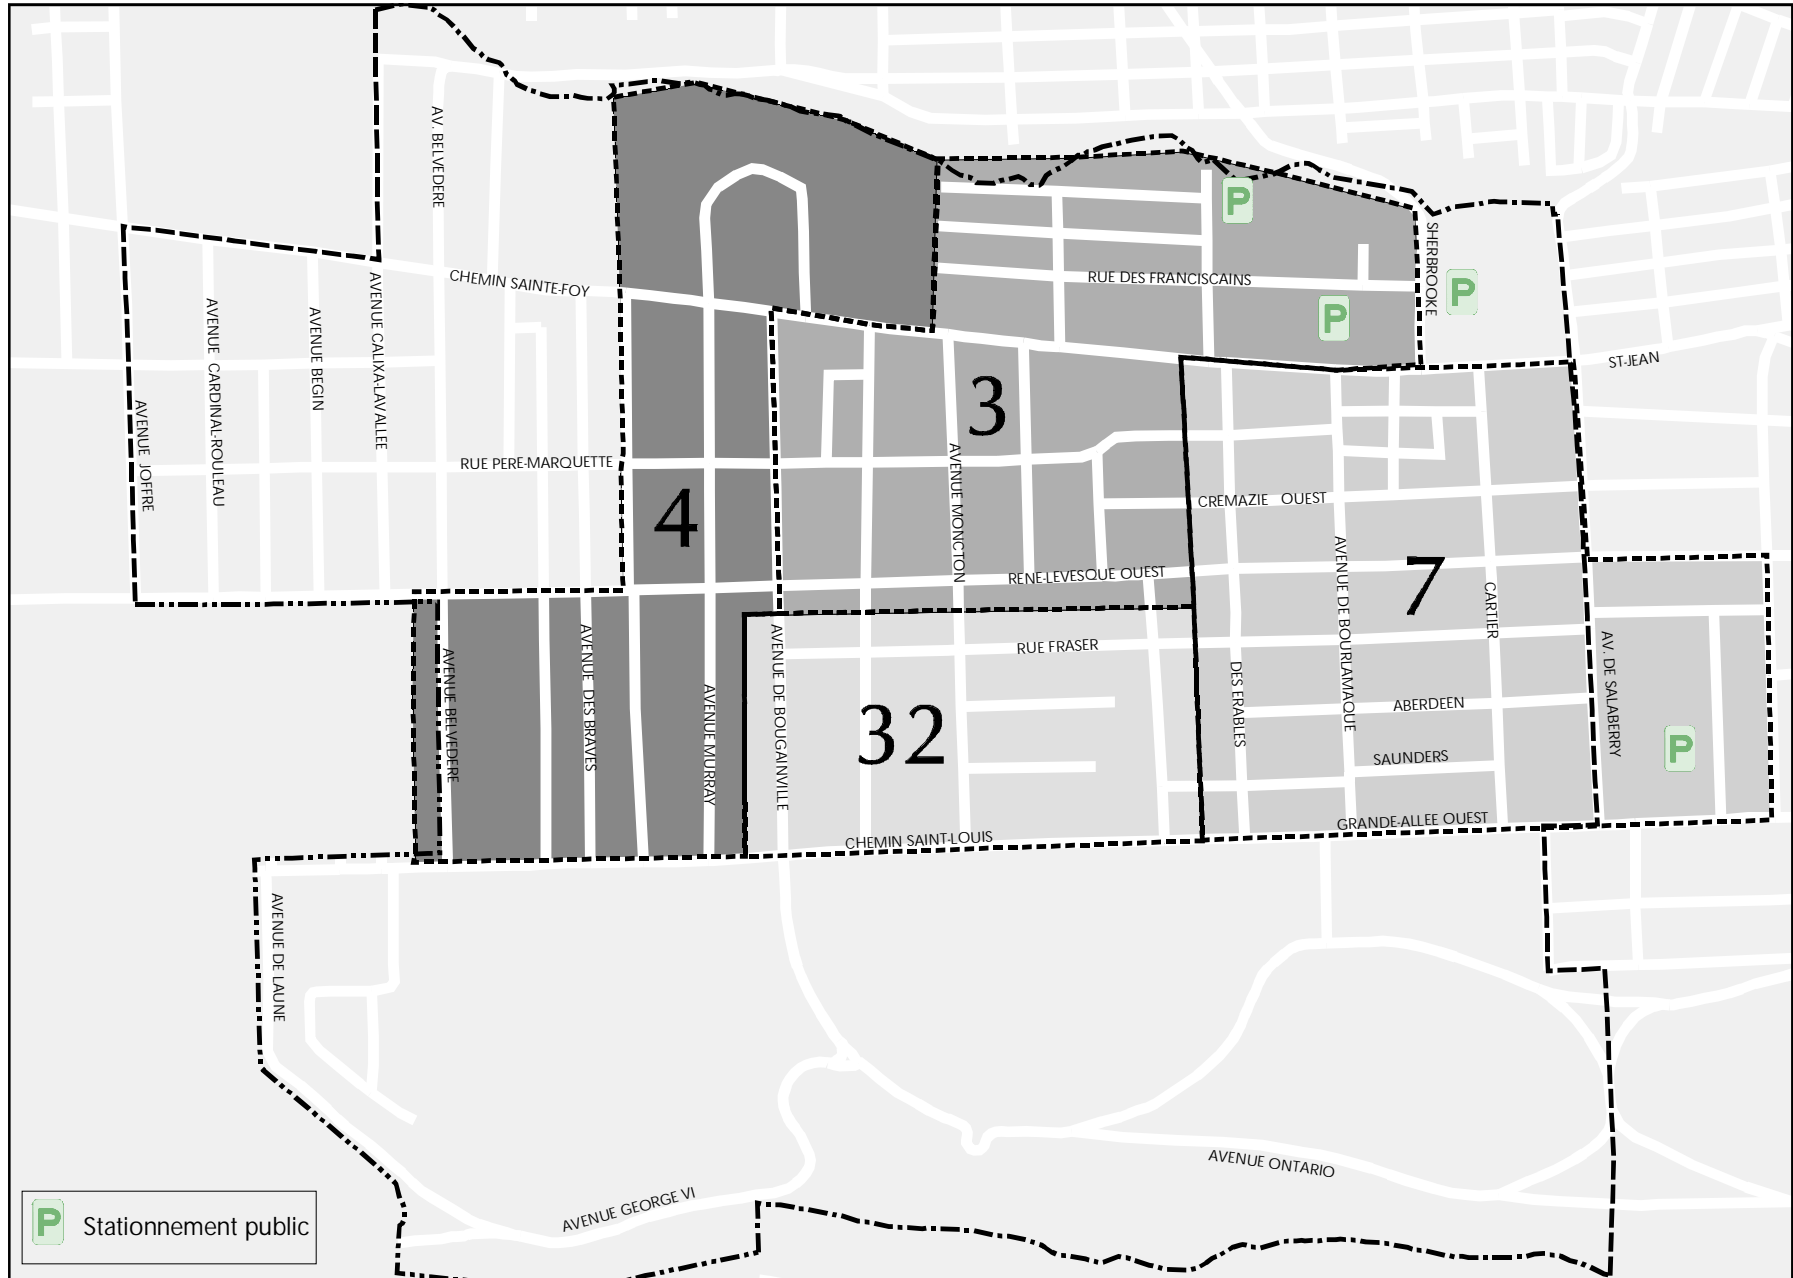 AV. BELVEDERE
P
SHERBROOKE
P
CHEMIN SAINTE-FOY
RUE DES FRANCISCAINS
AVENUE CALIXA-LAVALLEE
AVENUE CARDINAL-ROULEAU
AVENUE BEGIN
P
ST-JEAN
3
AVENUE JOFFRE
RUE PERE-MARQUETTE
AVENUE MONCTON
4
CREMAZIE OUEST
AVENUE DE BOURLAMAQUE
7
RENE-LEVESQUE OUEST
CARTIER
AVENUE BELVEDERE
AVENUE DES BRAVES
AVENUE MURRAY
AVENUE DE BOUGAINVILLE
RUE FRASER
DES ERABLES
AV. DE SALABERRY
32
ABERDEEN
P
SAUNDERS
CHEMIN SAINT-LOUIS
GRANDE-ALLEE OUEST
AVENUE DE LAUNE
AVENUE ONTARIO
AVENUE GEORGE VI
P Stationnement public